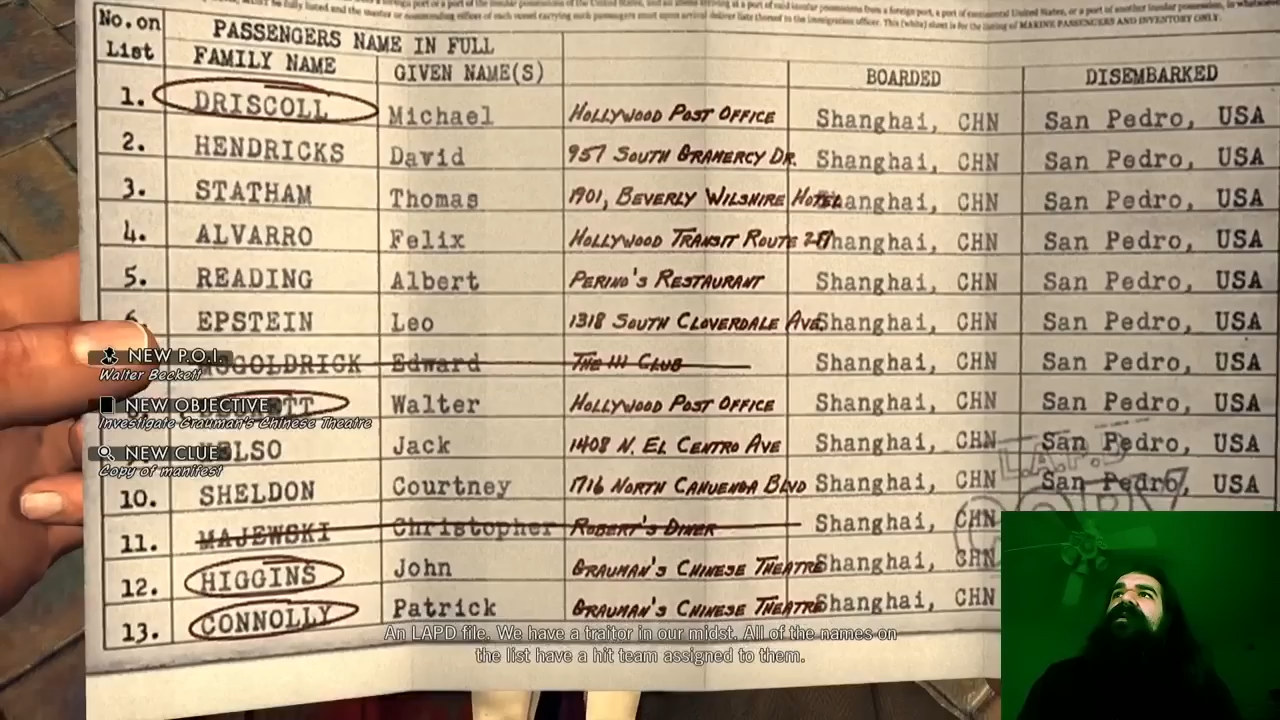 No. on List PASSENGERS NAME IN FULL
FAMILY NAME GIVEN NAME(S) BOARDED DISEMBARKED
1. DRISCOLL Michael HOLLYWOOD POST OFFICE Shanghai, CHN San Pedro, USA
2. HENDRICKS David 957 SOUTH GRAMERCY DR. Shanghai, CHN San Pedro, USA
3. STATHAM Thomas 1901, BEVERLY WILSHIRE HOTEL Shanghai, CHN San Pedro, USA
4. ALVARRO Felix HOLLYWOOD TRANSIT ROUTE Shanghai, CHN San Pedro, USA
5. READING Albert PERINO'S RESTAURANT Shanghai, CHN San Pedro, USA
6. EPSTEIN Leo 1318 SOUTH CLOVERDALE AVE Shanghai, CHN San Pedro, USA
NEW P.O.I.
Walter Beckett
MCGOLDRICK Edward THE 111 CLUB Shanghai, CHN San Pedro, USA
NEW OBJECTIVE
BECKETT Walter HOLLYWOOD POST OFFICE Shanghai, CHN San Pedro, USA
Investigate Grauman's Chinese Theatre
NEW CLUE
KELSO Jack 1408 N. EL CENTRO AVE Shanghai, CHN San Pedro, USA
Copy of manifest
10. SHELDON Courtney 1716 NORTH CAHUENGA BLVD Shanghai, CHN San Pedro, USA
L.A.P.D
COPY
11. MAJEWSKI Christopher ROBERT'S DINER Shanghai, CHN
12. HIGGINS John GRAUMAN'S CHINESE THEATRE Shanghai, CHN
13. CONNOLLY Patrick GRAUMAN'S CHINESE THEATRE Shanghai, CHN
An LAPD file. We have a traitor in our midst. All of the names on
the list have a hit team assigned to them.